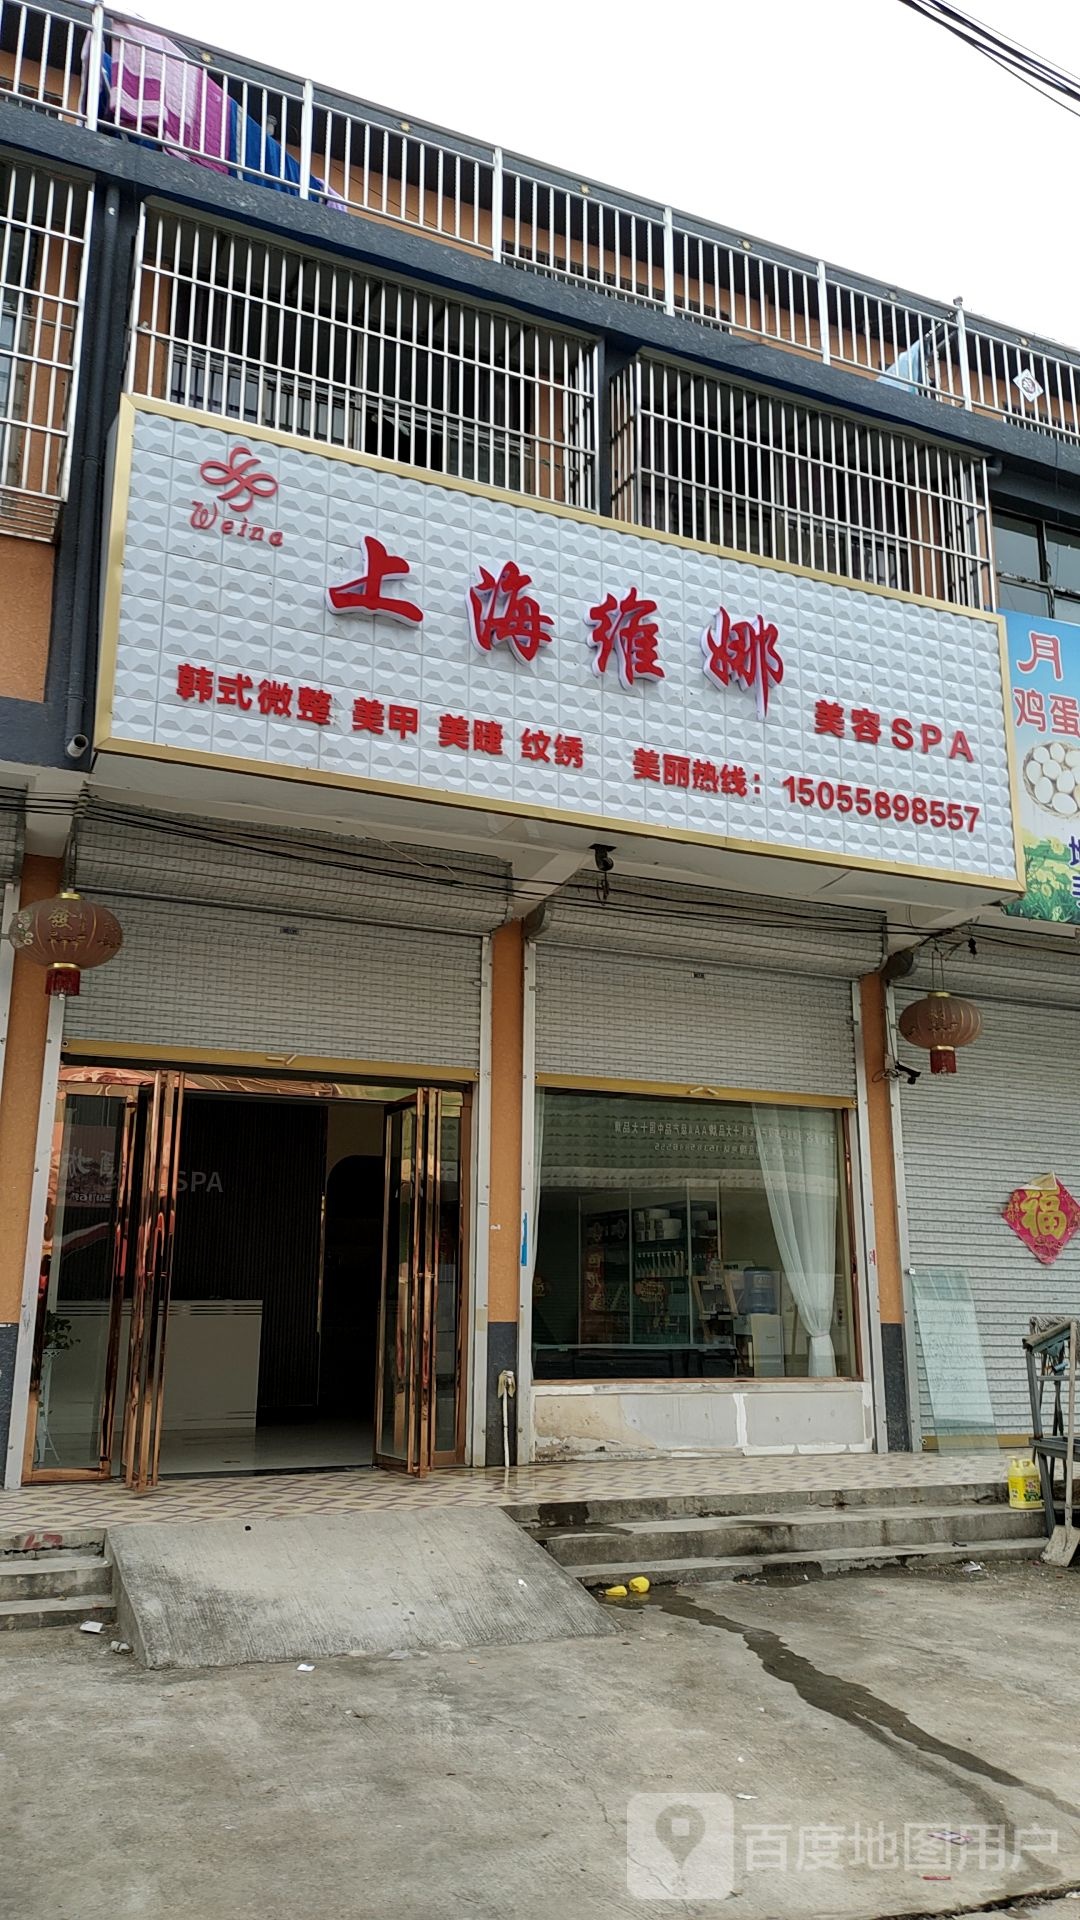 Weina
上海维娜
美容SPA
韩式微整 美甲 美睫 纹绣
美丽热线：15055898557
月
鸡蛋
發
SPA
福
百度地图用户